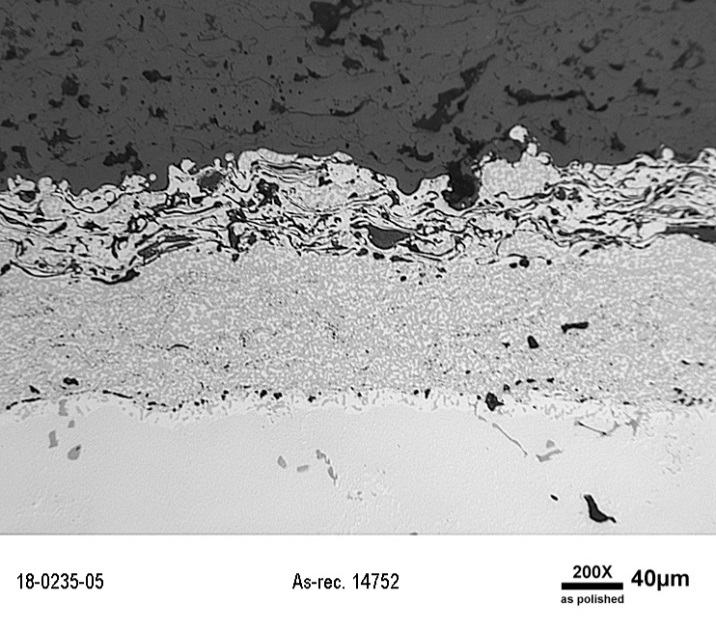 18-0235-05
As-rec. 14752
200X
40µm
as polished